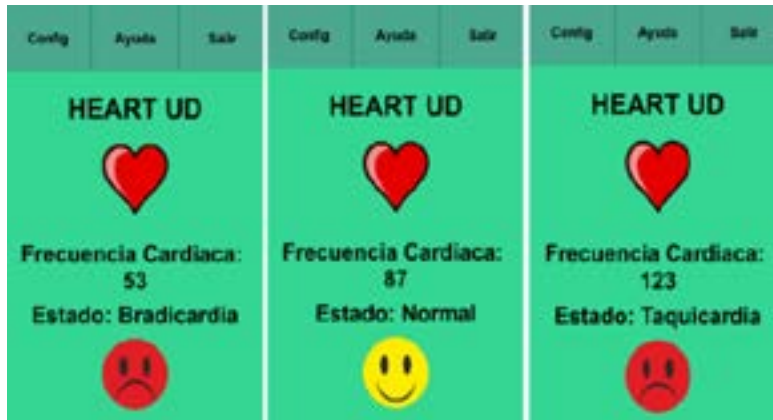 Config Ayuda Salir
HEART UD
Frecuencia Cardiaca:
53
Estado: Bradicardia
Config Ayuda Salir
HEART UD
Frecuencia Cardiaca:
87
Estado: Normal
Config Ayuda Salir
HEART UD
Frecuencia Cardiaca:
123
Estado: Taquicardia